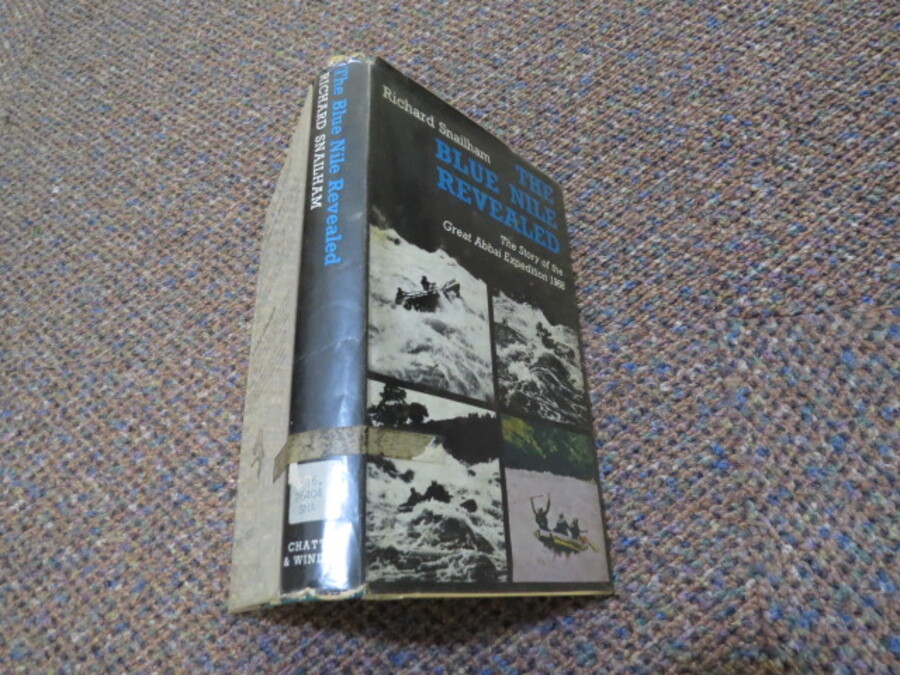 The Blue Nile Revealed
RICHARD SNAILHAM
CHATT
& WIND
Richard Snailham
THE
BLUE NILE
REVEALED
The Story of the
Great Abbai Expedition 1968